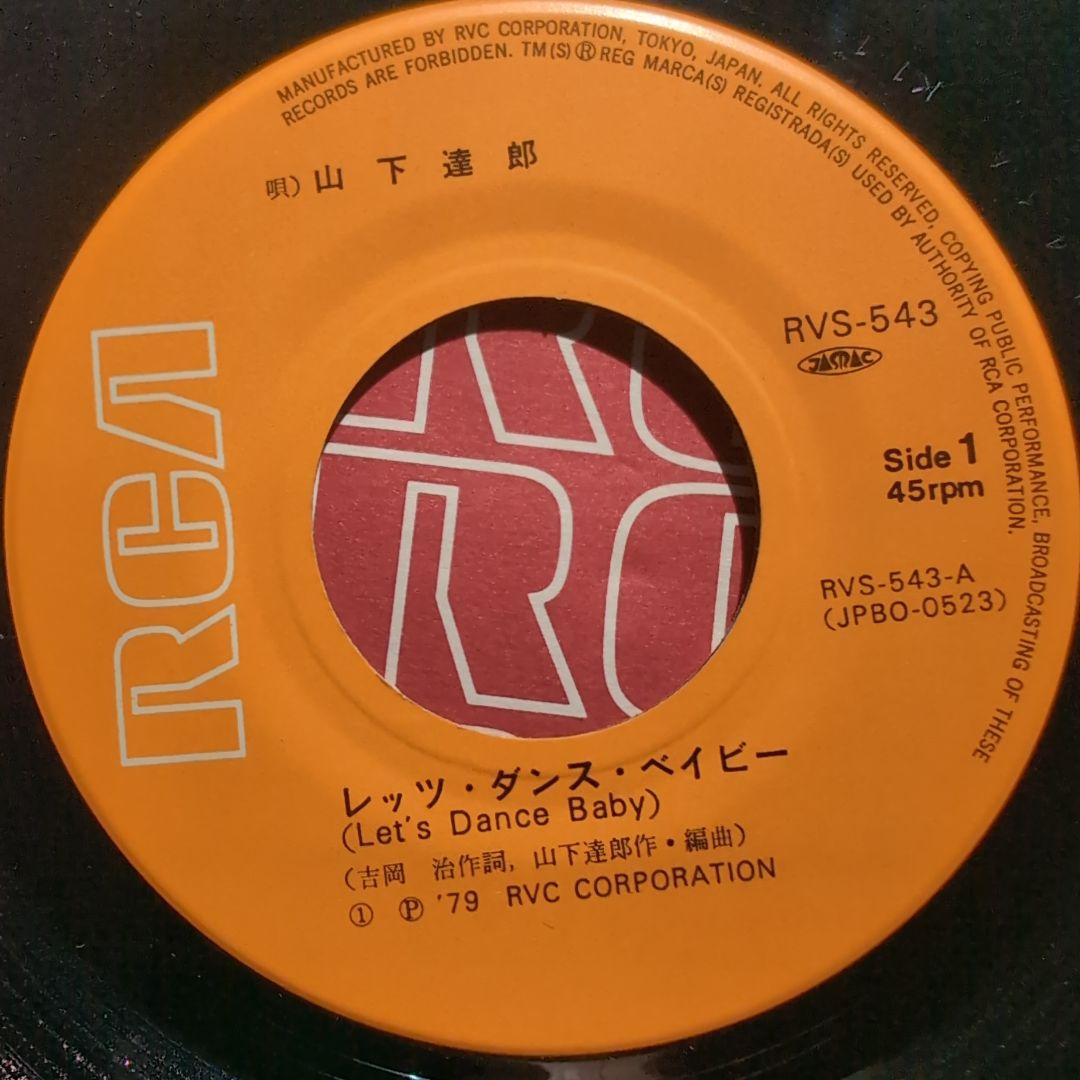 MANUFACTURED BY RVC CORPORATION, TOKYO, JAPAN. ALL RIGHTS RESERVED, COPYING PUBLIC PERFORMANCE, BROADCASTING OF THESE
RECORDS ARE FORBIDDEN. TM(S)®REG MARCA(S) REGISTRADA(S) USED BY AUTHORITY OF RCA CORPORATION.
唄) 山下達郎
RCA
RVS-543
JASRAC
Side 1
45rpm
RVS-543-A
(JPBO-0523)
レッツ・ダンス・ベイビー
(Let's Dance Baby)
(吉岡 治作詞, 山下達郎作・編曲)
① Ⓟ '79 RVC CORPORATION